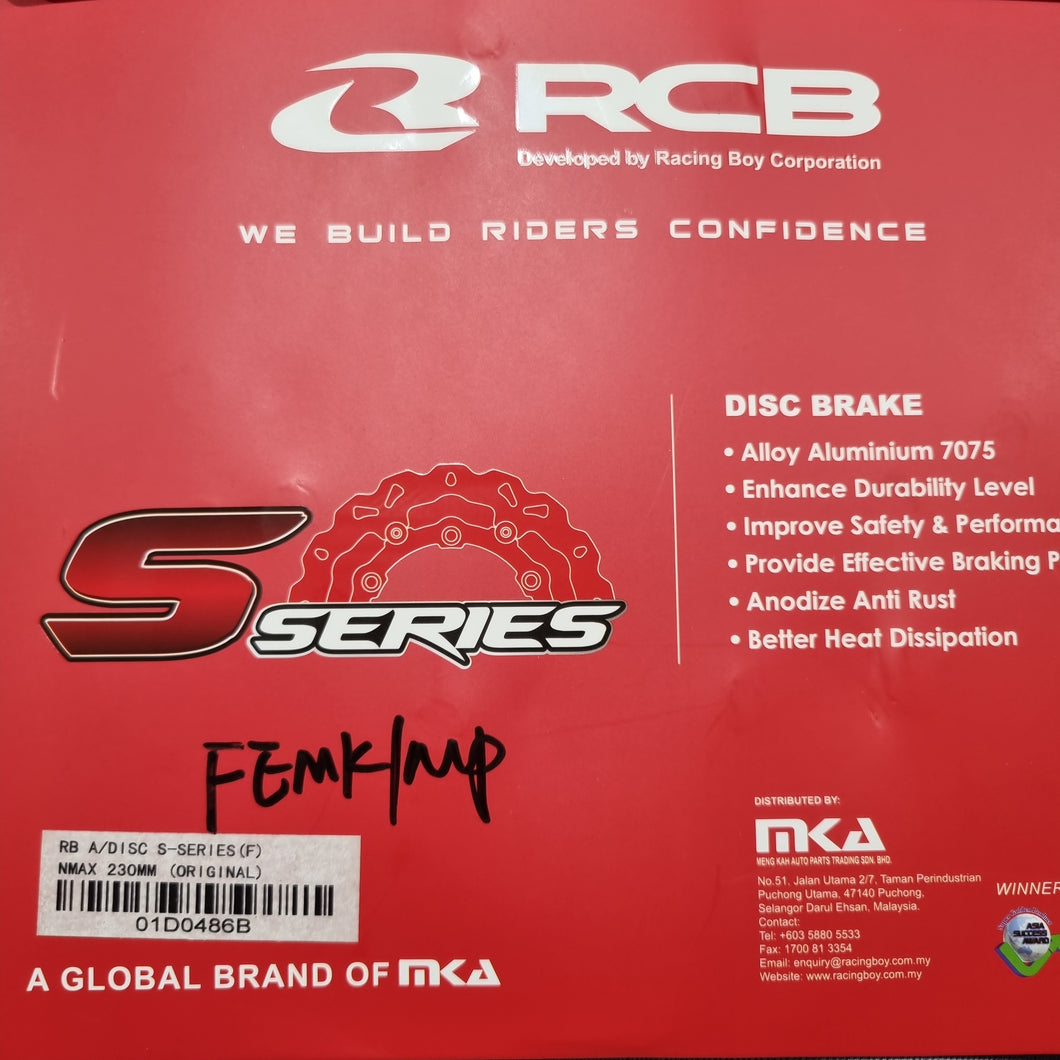 RCB
Developed by Racing Boy Corporation
WE BUILD RIDERS CONFIDENCE
DISC BRAKE
• Alloy Aluminium 7075
• Enhance Durability Level
• Improve Safety & Performa
• Provide Effective Braking P
• Anodize Anti Rust
• Better Heat Dissipation
S SERIES
FEMK/MP
RB A/DISC S-SERIES(F)
NMAX 230MM (ORIGINAL)
01D0486B
A GLOBAL BRAND OF MKA
DISTRIBUTED BY:
MKA
MENG KAH AUTO PARTS TRADING SDN. BHD.
No.51, Jalan Utama 2/7, Taman Perindustrian
Puchong Utama, 47140 Puchong,
Selangor Darul Ehsan, Malaysia.
Contact:
Tel: +603 5880 5533
Fax: 1700 81 3354
Email: enquiry@racingboy.com.my
Website: www.racingboy.com.my
WINNER
ASIA
SUCCESS
AWARD